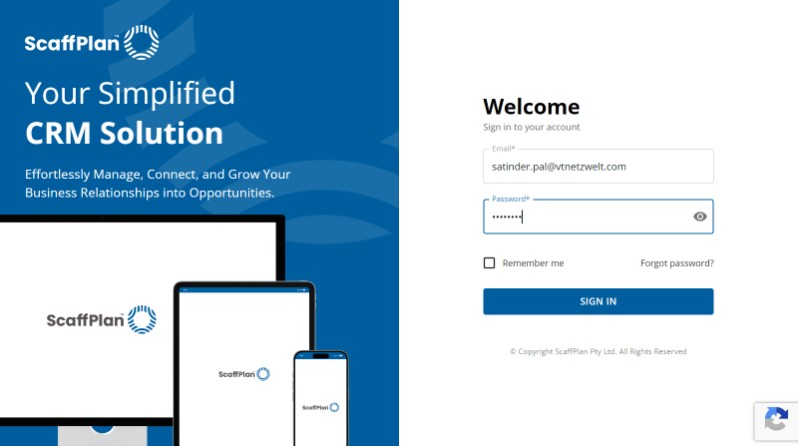 ScaffPlan™
Your Simplified
CRM Solution
Effortlessly Manage, Connect, and Grow Your
Business Relationships into Opportunities.
ScaffPlan
ScaffPlan
ScaffPlan
Welcome
Sign in to your account
Email*
satinder.pal@vtnetzwelt.com
Password*
••••••••
Remember me
Forgot password?
SIGN IN
© Copyright ScaffPlan Pty Ltd. All Rights Reserved